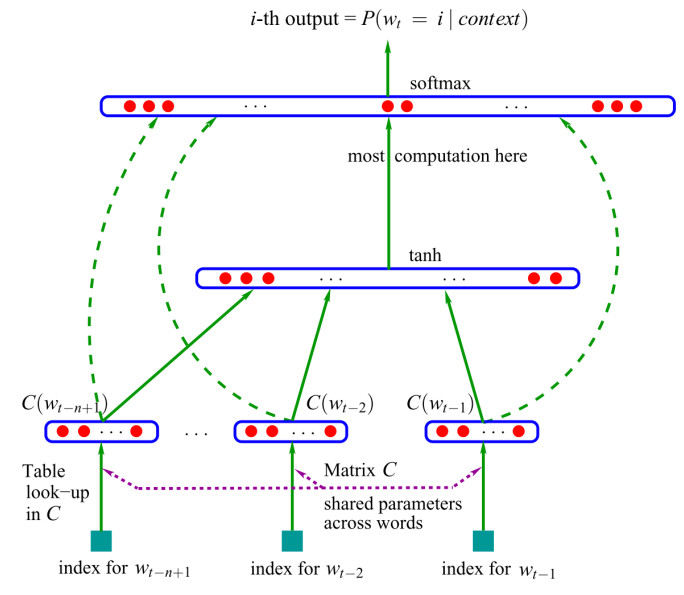 i-th output = P(w_t = i | context)
softmax
. . .
. . .
most computation here
tanh
. . .
. . .
C(w_{t−n+1})
C(w_{t−2})
C(w_{t−1})
. . .
. . .
. . .
. . .
Table
look−up
in C
Matrix C
shared parameters
across words
index for w_{t−n+1}
index for w_{t−2}
index for w_{t−1}